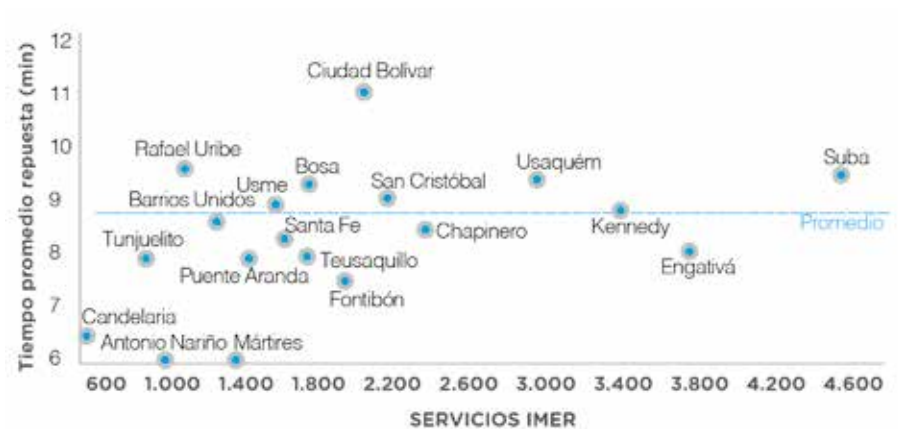 Tiempo promedio repuesta (min)
12
11
10
9
8
7
6
Ciudad Bolívar
Rafael Uribe
Bosa
Usaquém
Suba
Usme
San Cristóbal
Barrios Unidos
Santa Fe
Chapinero
Kennedy
Promedio
Tunjuelito
Puente Aranda
Teusaquillo
Engativá
Fontibón
Candelaria
Antonio Nariño
Mártires
600 1.000 1.400 1.800 2.200 2.600 3.000 3.400 3.800 4.200 4.600
SERVICIOS IMER